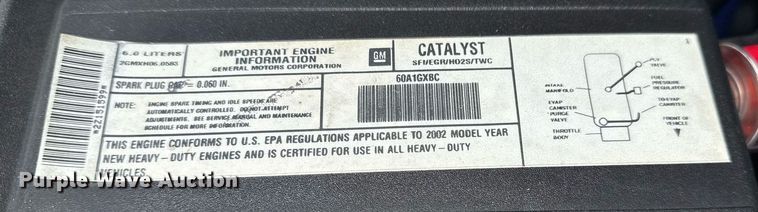 6.0 LITERS
2GMXH06.0583
IMPORTANT ENGINE
INFORMATION
GENERAL MOTORS CORPORATION
GM
CATALYST
SFI/EGR/HO2S/TWC
SPARK PLUG GAP = 0.060 IN.
60A1GXBC
NOTE: ENGINE SPARK TIMING AND IDLE SPEED ARE
AUTOMATICALLY CONTROLLED. DO NOT ATTEMPT
ADJUSTMENTS. SEE SERVICE MANUAL AND MAINTENANCE
SCHEDULE FOR MORE INFORMATION.
THIS ENGINE CONFORMS TO U.S. EPA REGULATIONS APPLICABLE TO 2002 MODEL YEAR
NEW HEAVY-DUTY ENGINES AND IS CERTIFIED FOR USE IN ALL HEAVY-DUTY
VEHICLES.
*22151599*
PCV
VALVE
INTAKE
MANIFOLD
FUEL
PRESSURE
REGULATOR
EVAP
CANISTER
PURGE
VALVE
TO EVAP
CANISTER
THROTTLE
BODY
FRONT OF
VEHICLE
Purple Wave Auction